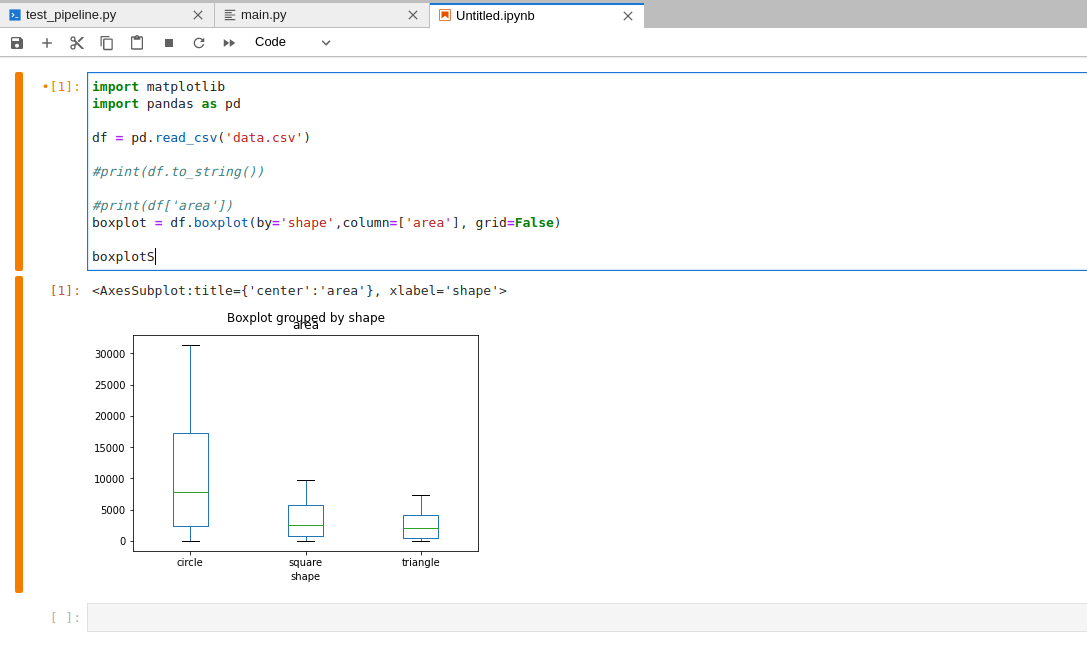 test_pipeline.py
main.py
Untitled.ipynb
Code
•[1]:
import matplotlib
import pandas as pd
df = pd.read_csv('data.csv')
#print(df.to_string())
#print(df['area'])
boxplot = df.boxplot(by='shape',column=['area'], grid=False)
boxplotS
[1]: <AxesSubplot:title={'center':'area'}, xlabel='shape'>
Boxplot grouped by shape
area
30000
25000
20000
15000
10000
5000
0
circle square triangle
shape
[ ]: